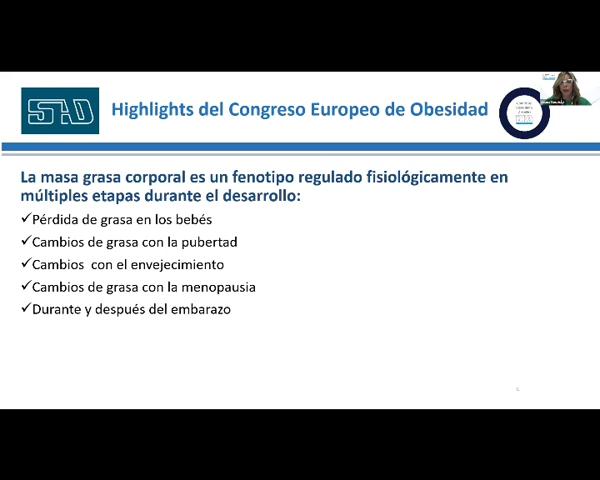 SAD
Highlights del Congreso Europeo de Obesidad
La masa grasa corporal es un fenotipo regulado fisiológicamente en
múltiples etapas durante el desarrollo:
✓Pérdida de grasa en los bebés
✓Cambios de grasa con la pubertad
✓Cambios con el envejecimiento
✓Cambios de grasa con la menopausia
✓Durante y después del embarazo